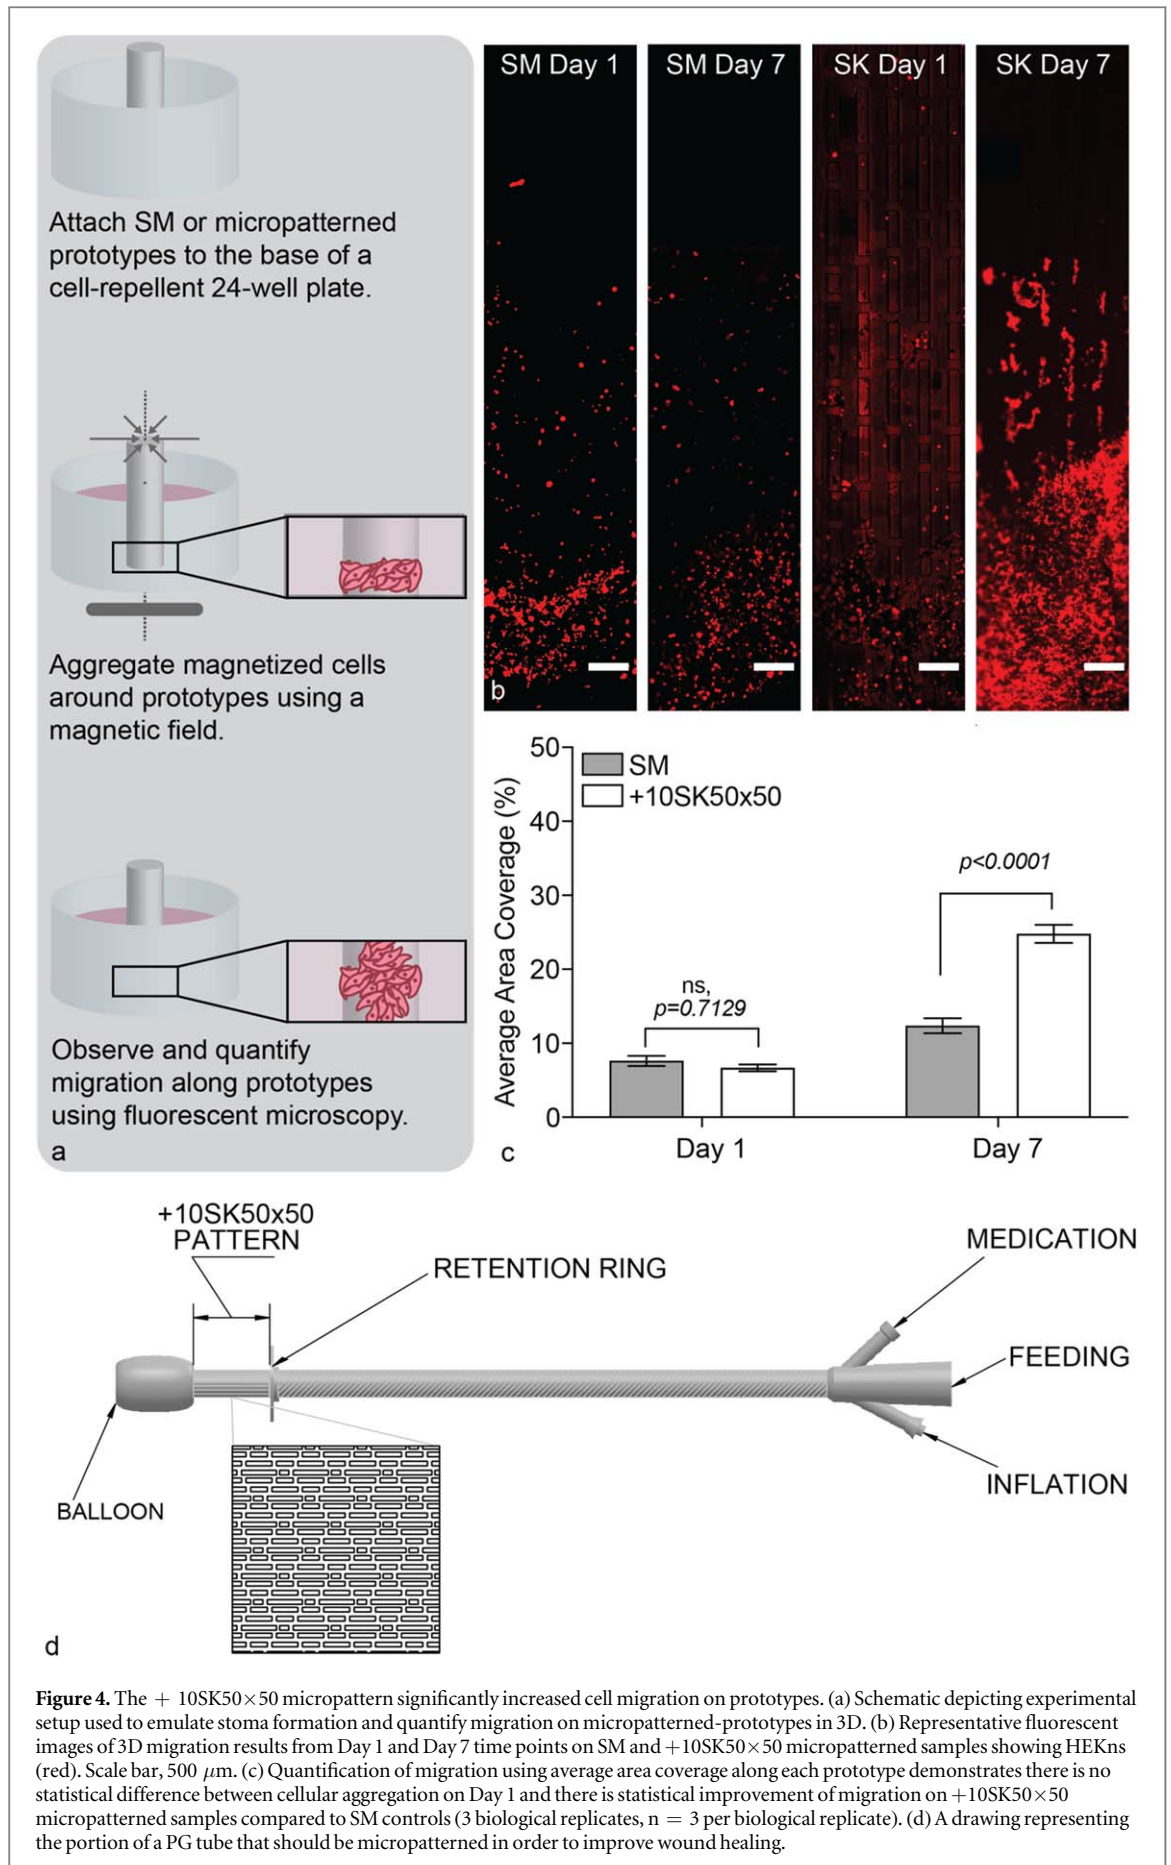 Attach SM or micropatterned
prototypes to the base of a
cell-repellent 24-well plate.
Aggregate magnetized cells
around prototypes using a
magnetic field.
Observe and quantify
migration along prototypes
using fluorescent microscopy.
a
SM Day 1
SM Day 7
SK Day 1
SK Day 7
b
Average Area Coverage (%)
50
40
30
20
10
0
SM
+10SK50x50
ns,
p=0.7129
p<0.0001
Day 1
Day 7
c
+10SK50x50
PATTERN
RETENTION RING
MEDICATION
FEEDING
INFLATION
BALLOON
d
Figure 4. The + 10SK50×50 micropattern significantly increased cell migration on prototypes. (a) Schematic depicting experimental
setup used to emulate stoma formation and quantify migration on micropatterned-prototypes in 3D. (b) Representative fluorescent
images of 3D migration results from Day 1 and Day 7 time points on SM and +10SK50×50 micropatterned samples showing HEKns
(red). Scale bar, 500 μm. (c) Quantification of migration using average area coverage along each prototype demonstrates there is no
statistical difference between cellular aggregation on Day 1 and there is statistical improvement of migration on +10SK50×50
micropatterned samples compared to SM controls (3 biological replicates, n = 3 per biological replicate). (d) A drawing representing
the portion of a PG tube that should be micropatterned in order to improve wound healing.